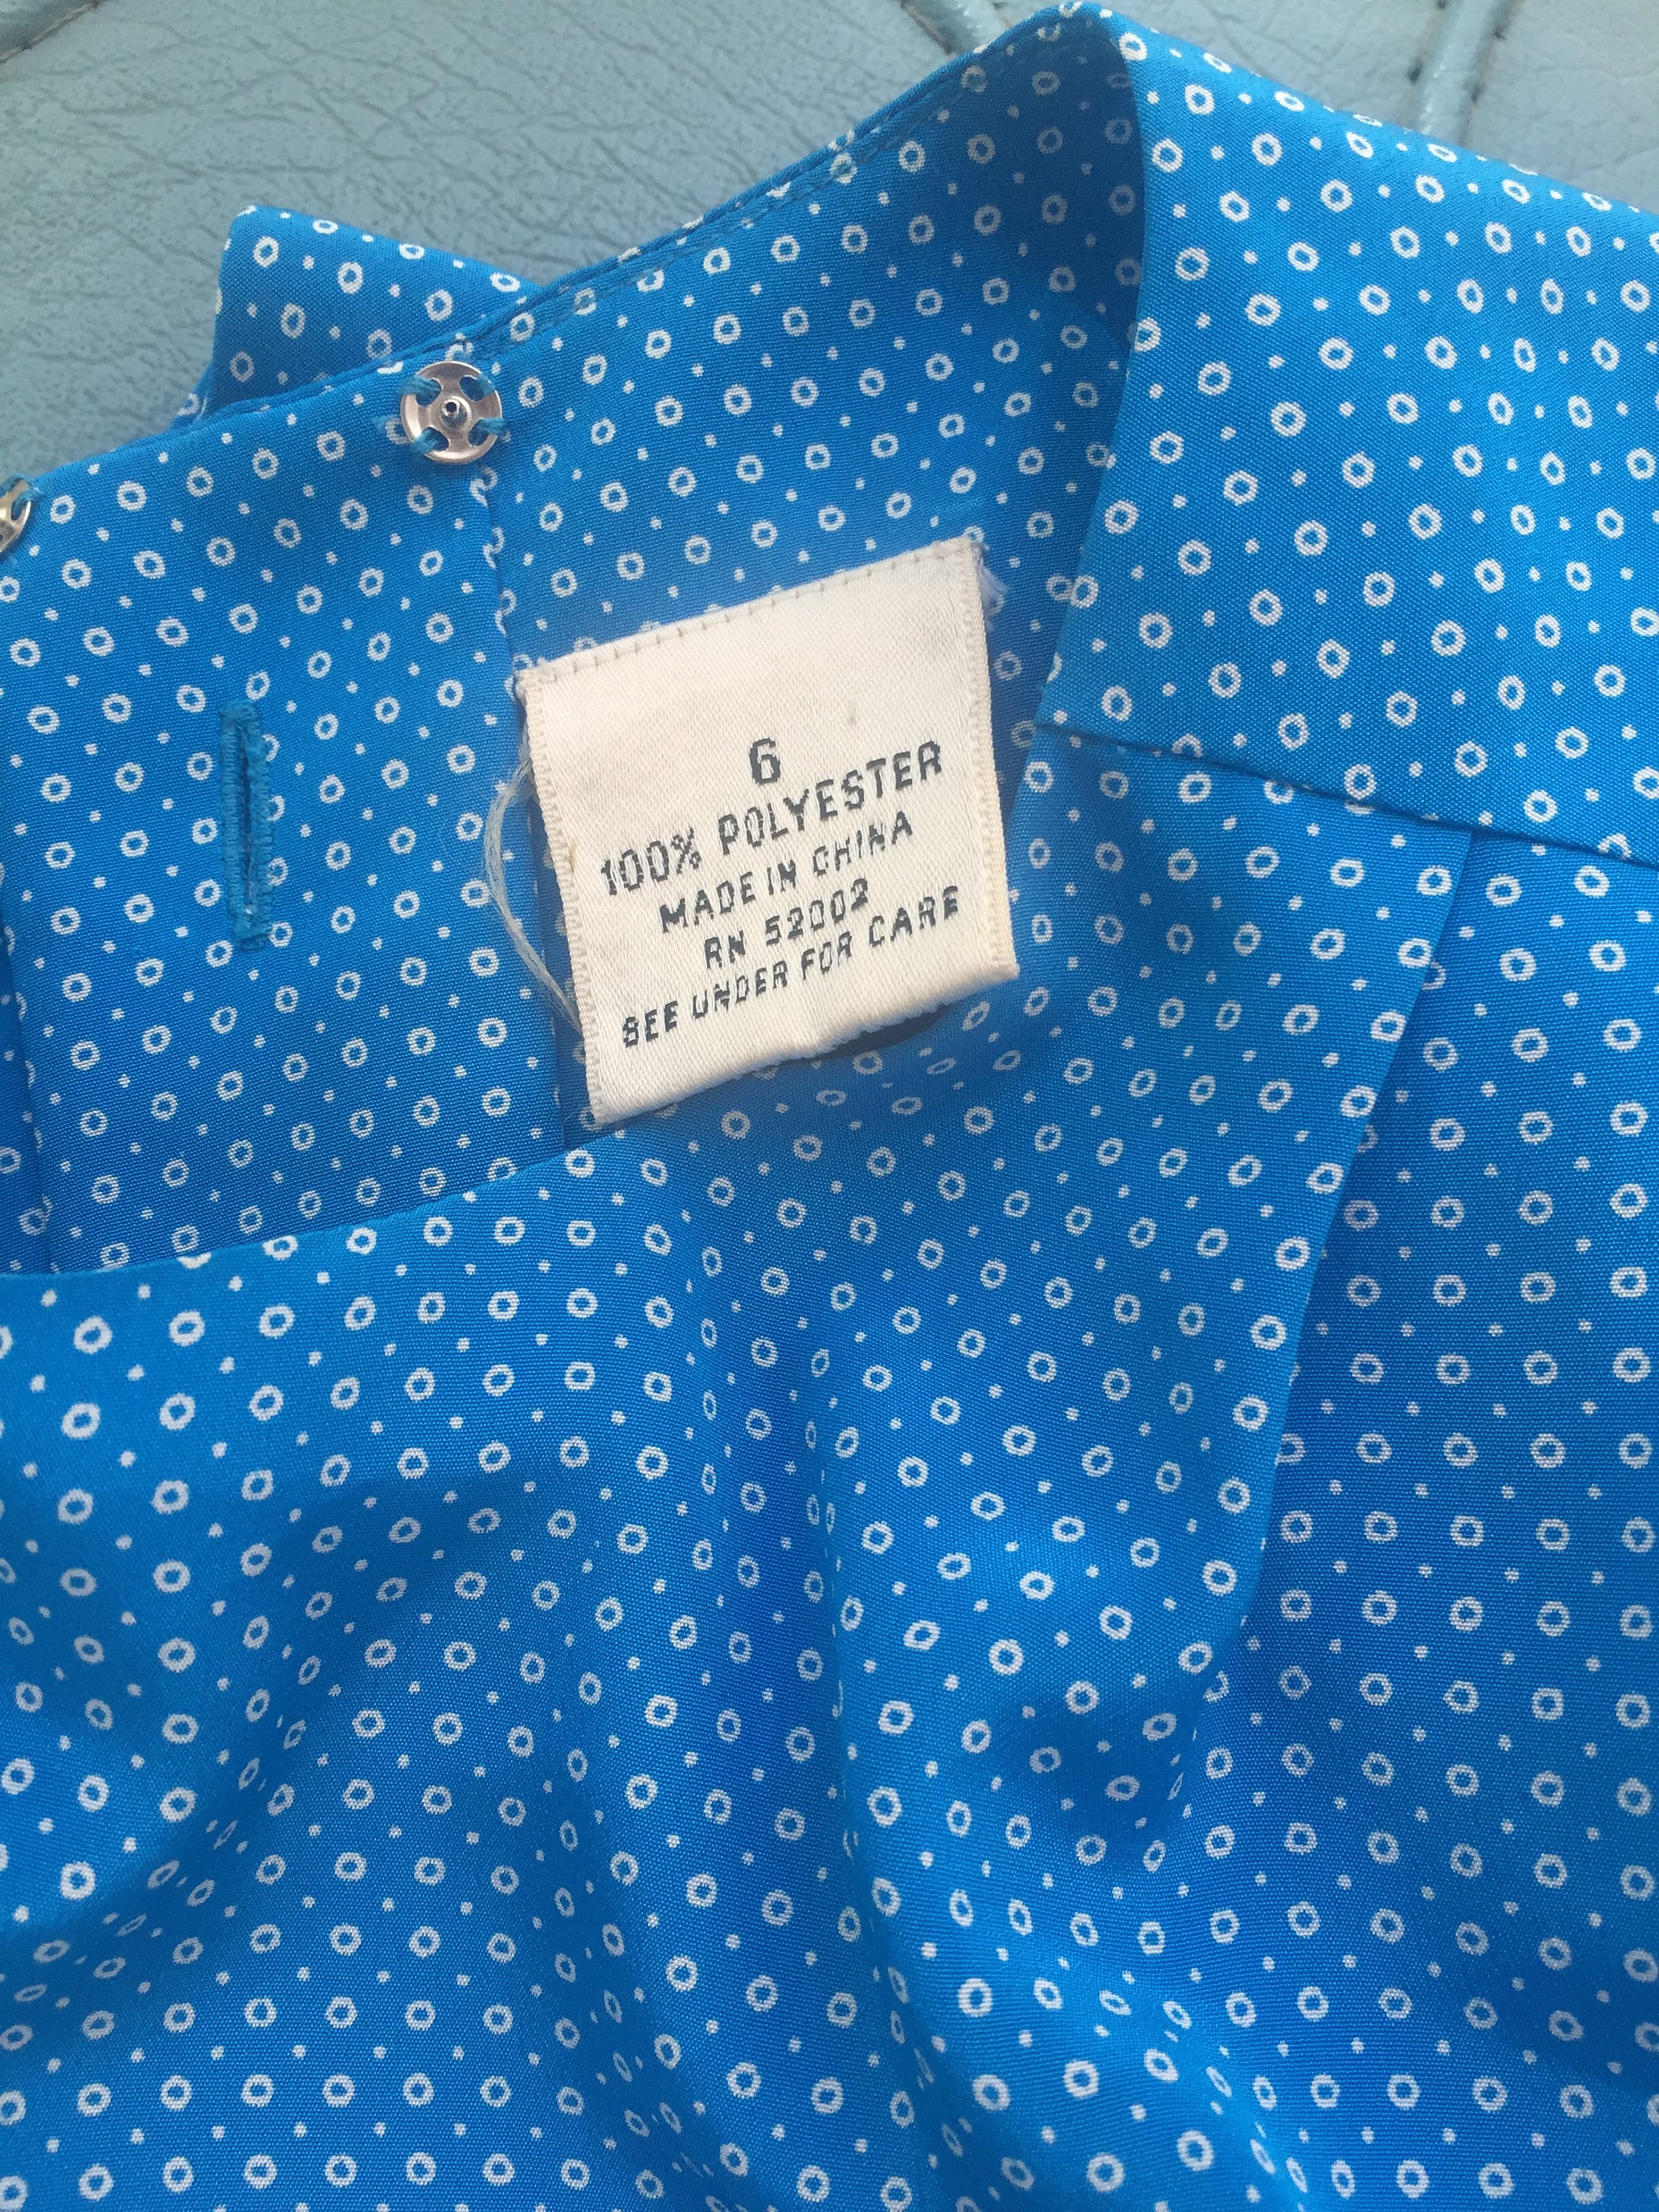 6
100% POLYESTER
MADE IN CHINA
RN 52002
SEE UNDER FOR CARE